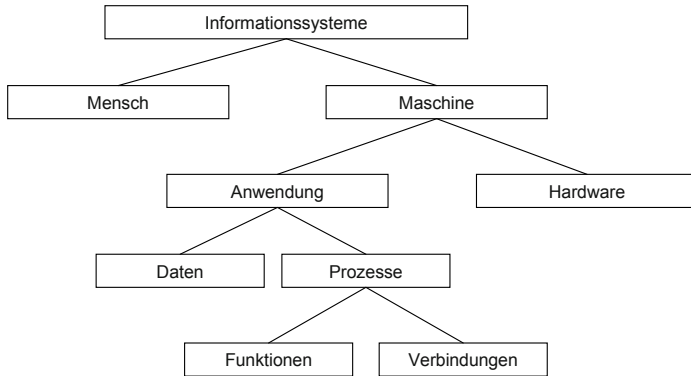 Informationssysteme
Mensch
Maschine
Anwendung
Hardware
Daten
Prozesse
Funktionen
Verbindungen